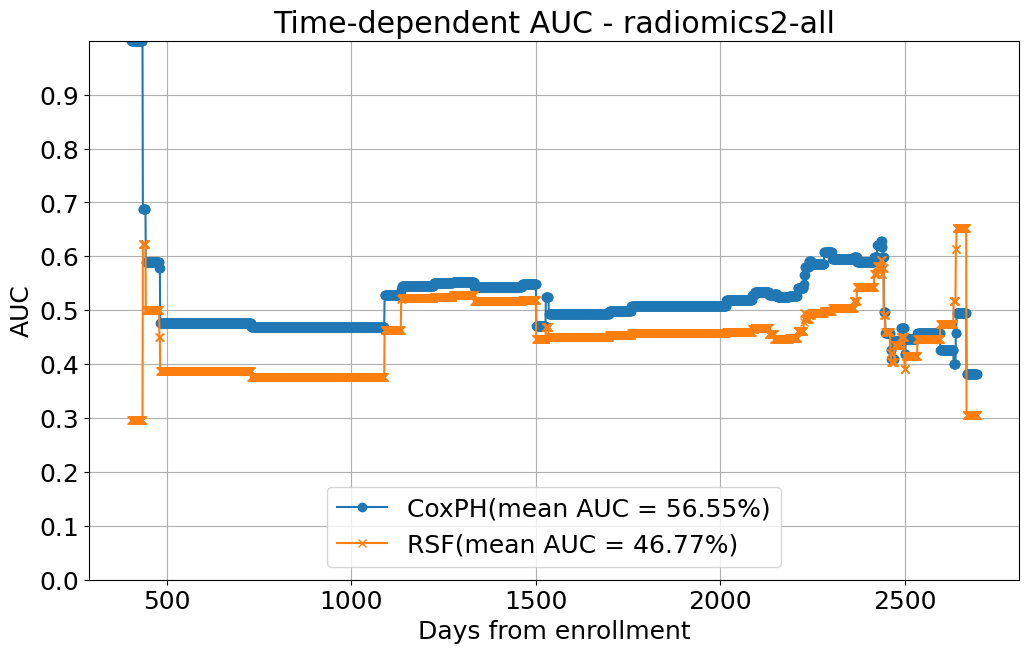 Time-dependent AUC - radiomics2-all
AUC
0.9
0.8
0.7
0.6
0.5
0.4
0.3
0.2
0.1
0.0
CoxPH(mean AUC = 56.55%)
RSF(mean AUC = 46.77%)
500 1000 1500 2000 2500
Days from enrollment